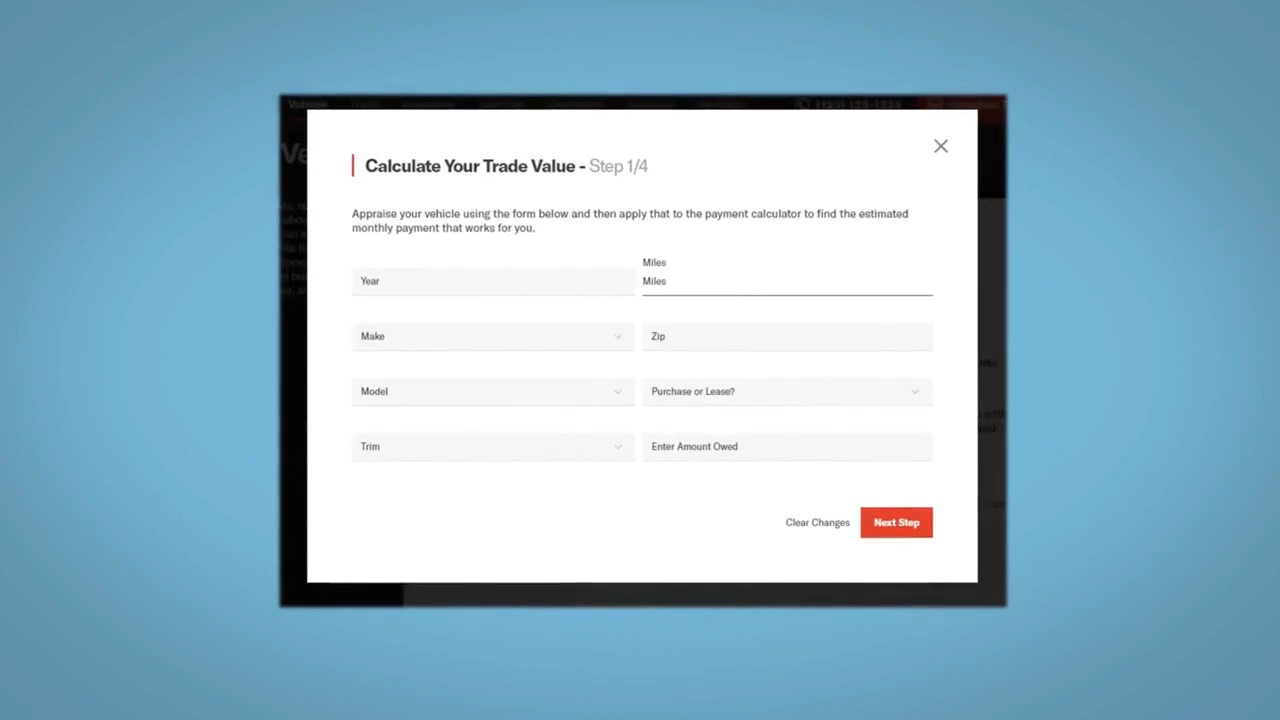 Calculate Your Trade Value - Step 1/4
Appraise your vehicle using the form below and then apply that to the payment calculator to find the estimated
monthly payment that works for you.
Miles
Year
Miles
Make
Zip
Model
Purchase or Lease?
Trim
Enter Amount Owed
Clear Changes
Next Step